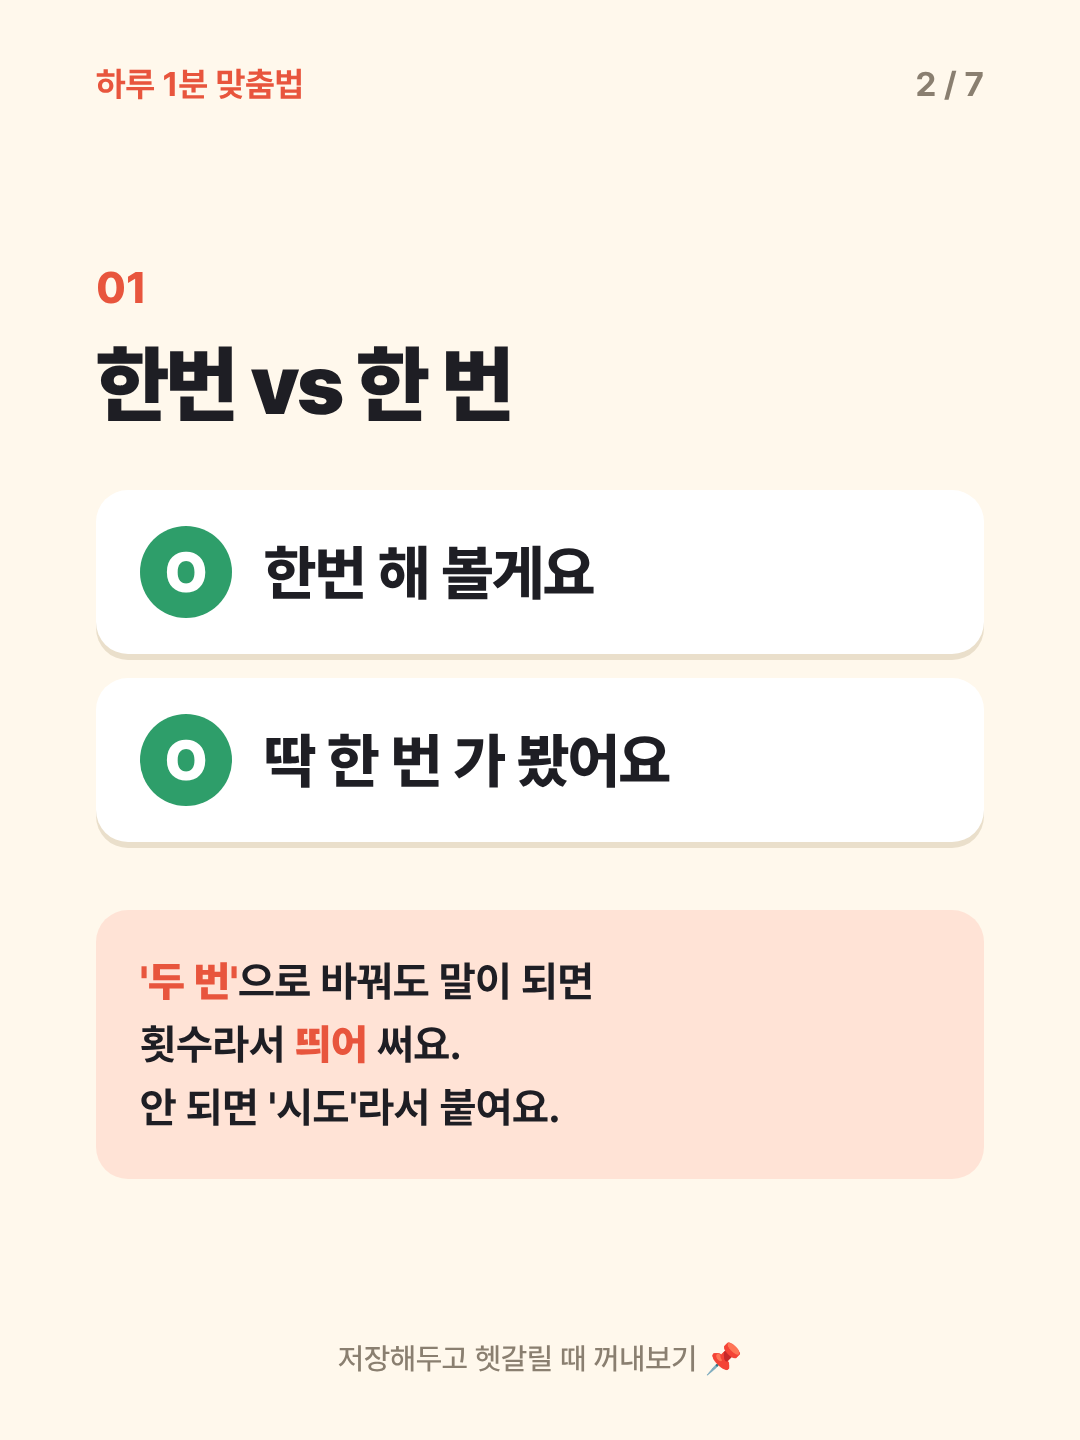 하루 1분 맞춤법
2 / 7
01
한번 vs 한 번
O 한번 해 볼게요
O 딱 한 번 가 봤어요
'두 번'으로 바꿔도 말이 되면
횟수라서 띄어 써요.
안 되면 '시도'라서 붙여요.
저장해두고 헷갈릴 때 꺼내보기 📌